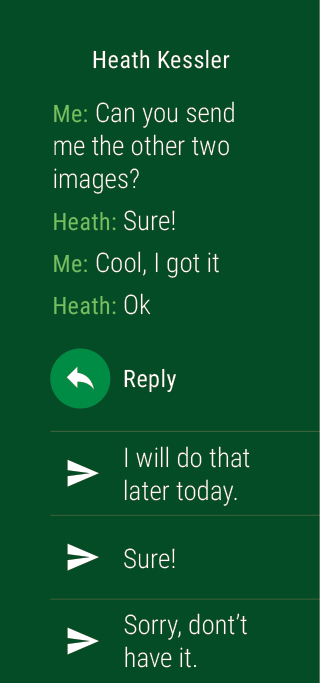 Heath Kessler
Me: Can you send
me the other two
images?
Heath: Sure!
Me: Cool, I got it
Heath: Ok
Reply
I will do that
later today.
Sure!
Sorry, dont’t
have it.